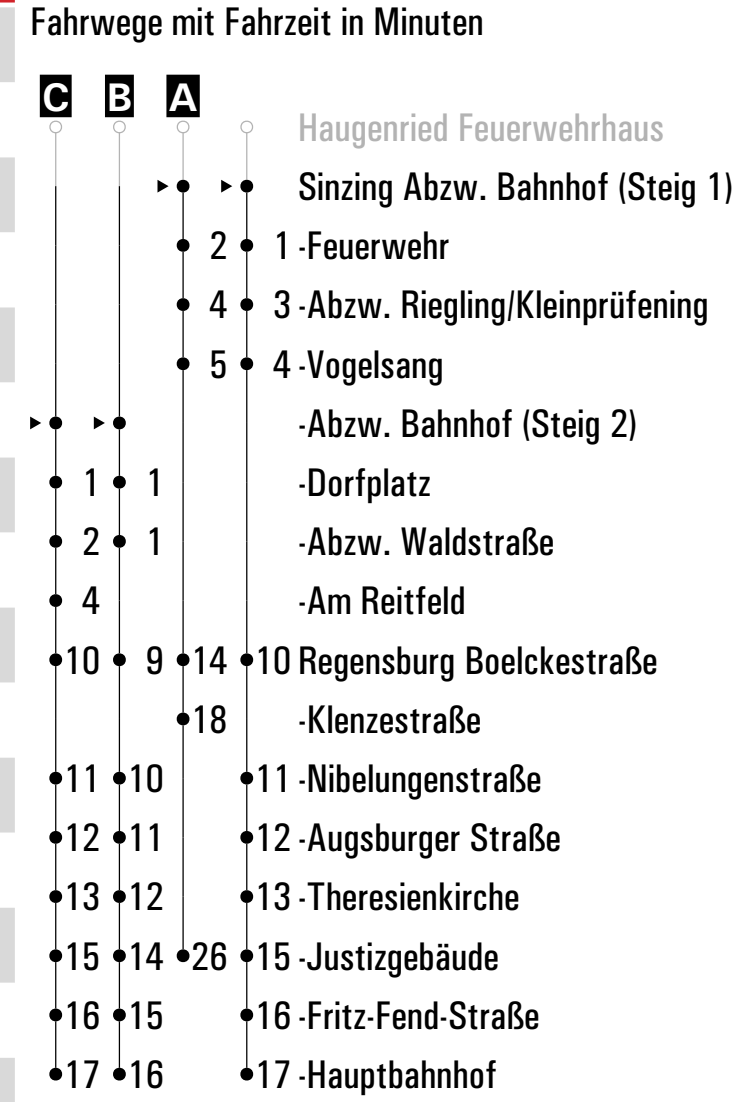 Fahrwege mit Fahrzeit in Minuten
C B A
Haugenried Feuerwehrhaus
Sinzing Abzw. Bahnhof (Steig 1)
2 1 -Feuerwehr
4 3 -Abzw. Riegling/Kleinprüfening
5 4 -Vogelsang
-Abzw. Bahnhof (Steig 2)
1 1 -Dorfplatz
2 1 -Abzw. Waldstraße
4 -Am Reitfeld
10 9 14 10 Regensburg Boelckestraße
18 -Klenzestraße
11 10 11 -Nibelungenstraße
12 11 12 -Augsburger Straße
13 12 13 -Theresienkirche
15 14 26 15 -Justizgebäude
16 15 16 -Fritz-Fend-Straße
17 16 17 -Hauptbahnhof